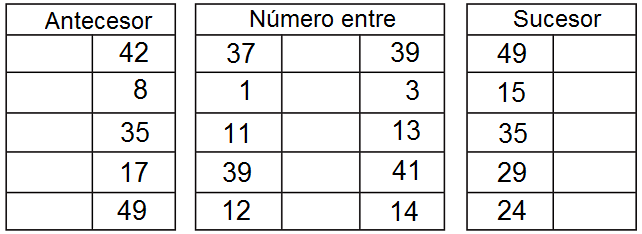 Antecesor Número entre Sucesor
42 37 39 49
8 1 3 15
35 11 13 35
17 39 41 29
49 12 14 24